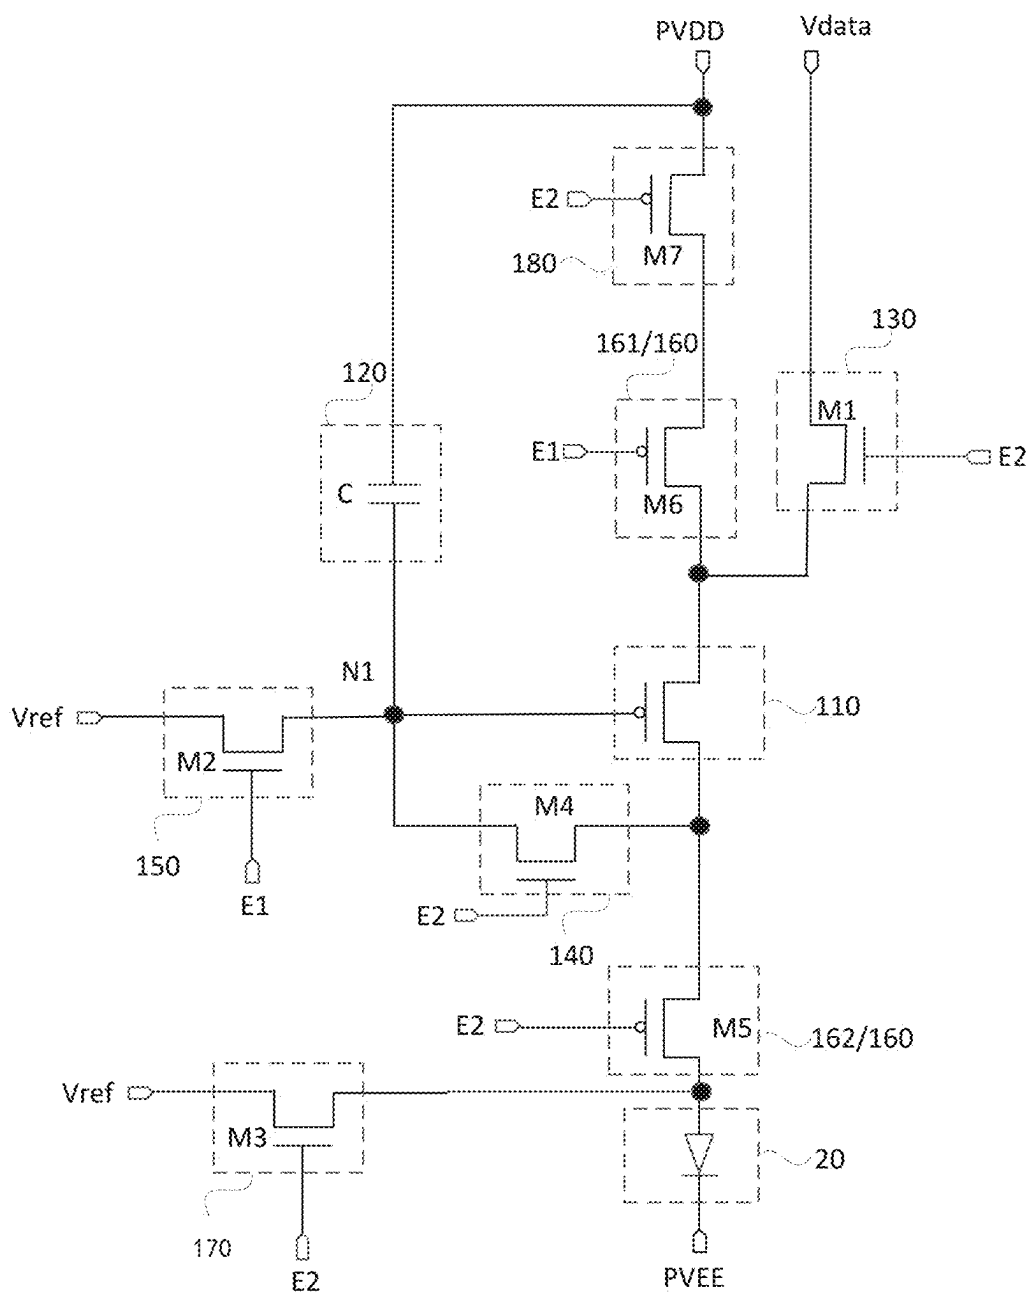 PVDD
Vdata
E2
M7
180
161/160
130
120
M1
E1
E2
C
M6
N1
Vref
110
M2
M4
150
E1
E2
140
E2
M5
162/160
Vref
M3
20
170
E2
PVEE